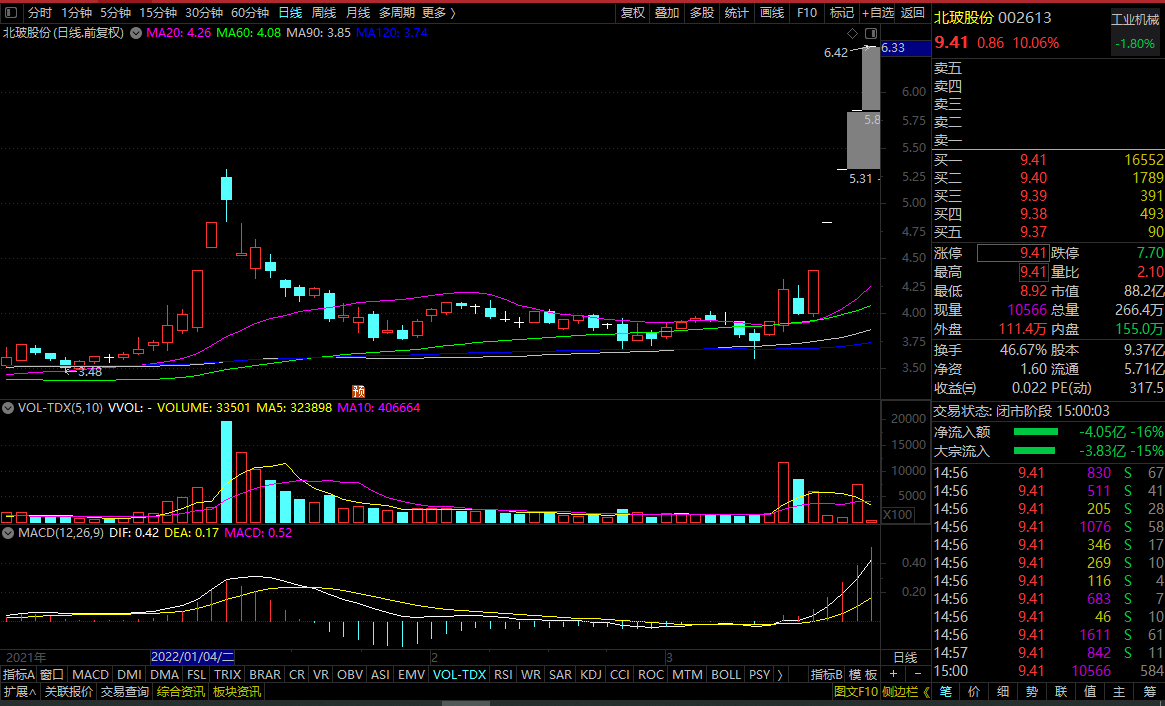 分时 1分钟 5分钟 15分钟 30分钟 60分钟 日线 周线 月线 多周期 更多 〉 复权 叠加 多股 统计 画线 F10 标记 +自选 返回
北玻股份 002613
工业机械
-1.80%
9.41 0.86 10.06%
北玻股份(日线,前复权) MA20: 4.26 MA60: 4.08 MA90: 3.85 MA120: 3.74
6.42
6.33
6.00
5.8
5.75
5.50
5.31
5.25
5.00
4.75
4.50
4.25
4.00
3.75
3.50
3.48
预
卖五
卖四
卖三
卖二
卖一
买一 9.41 16552
买二 9.40 1789
买三 9.39 391
买四 9.38 493
买五 9.37 90
涨停 9.41 跌停 7.70
最高 9.41 量比 2.10
最低 8.92 市值 88.2亿
现量 10566 总量 266.4万
外盘 111.4万 内盘 155.0万
换手 46.67% 股本 9.37亿
净资 1.60 流通 5.71亿
收益㈢ 0.022 PE(动) 317.5
交易状态: 闭市阶段 15:00:03
净流入额 -4.05亿 -16%
大宗流入 -3.83亿 -15%
14:56 9.41 830 S 67
14:56 9.41 511 S 41
14:56 9.41 205 S 28
14:56 9.41 1076 S 58
14:56 9.41 346 S 17
14:56 9.41 269 S 10
14:56 9.41 116 S 4
14:56 9.41 683 S 7
14:56 9.41 46 S 10
14:56 9.41 1611 S 61
14:57 9.41 842 S 11
15:00 9.41 10566 584
VOL-TDX(5,10) VVOL: - VOLUME: 33501 MA5: 323898 MA10: 406664
20000
15000
10000
5000
X100
MACD(12,26,9) DIF: 0.42 DEA: 0.17 MACD: 0.52
0.40
0.20
2021年 2022/01/04/二 2 3 日线
指标A 窗口 MACD DMI DMA FSL TRIX BRAR CR VR OBV ASI EMV VOL-TDX RSI WR SAR KDJ CCI ROC MTM BOLL PSY 〉 指标B 模板 + −
扩展∧ 关联报价 交易查询 综合资讯 板块资讯 图文F10 侧边栏《 笔 价 细 势 联 值 主 筹